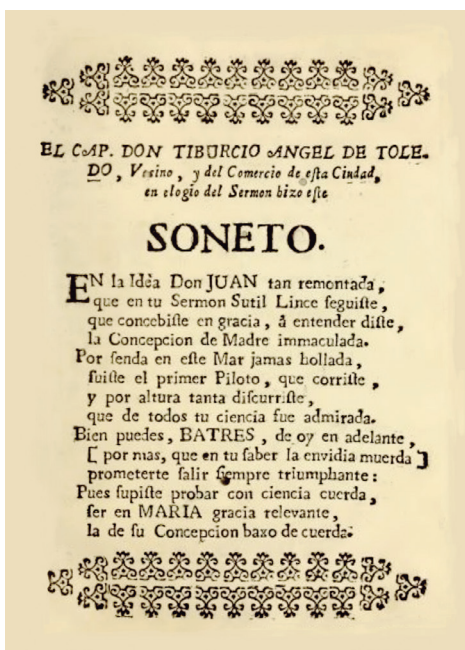 EL CAP. DON TIBURCIO ANGEL DE TOLE-
DO, Vesino, y del Comercio de eſta Ciudad,
en elogio del Sermon hizo eſte
SONETO.
EN la Idéa Don JUAN tan remontada,
que en tu Sermon Sutil Lince ſeguiſte,
que concebiſte en gracia, á entender diſte,
la Concepcion de Madre immaculada.
Por ſenda en eſte Mar jamas hollada,
fuiſte el primer Piloto, que corriſte,
y por altura tanta diſcurriſte,
que de todos tu ciencia fue admirada.
Bien puedes, BATRES, de oy en adelante,
[ por mas, que en tu ſaber la envidia muerda ]
prometerte ſalir ſiempre triumphante:
Pues ſupiſte probar con ciencia cuerda,
ſer en MARIA gracia relevante,
la de ſu Concepcion baxo de cuerda.